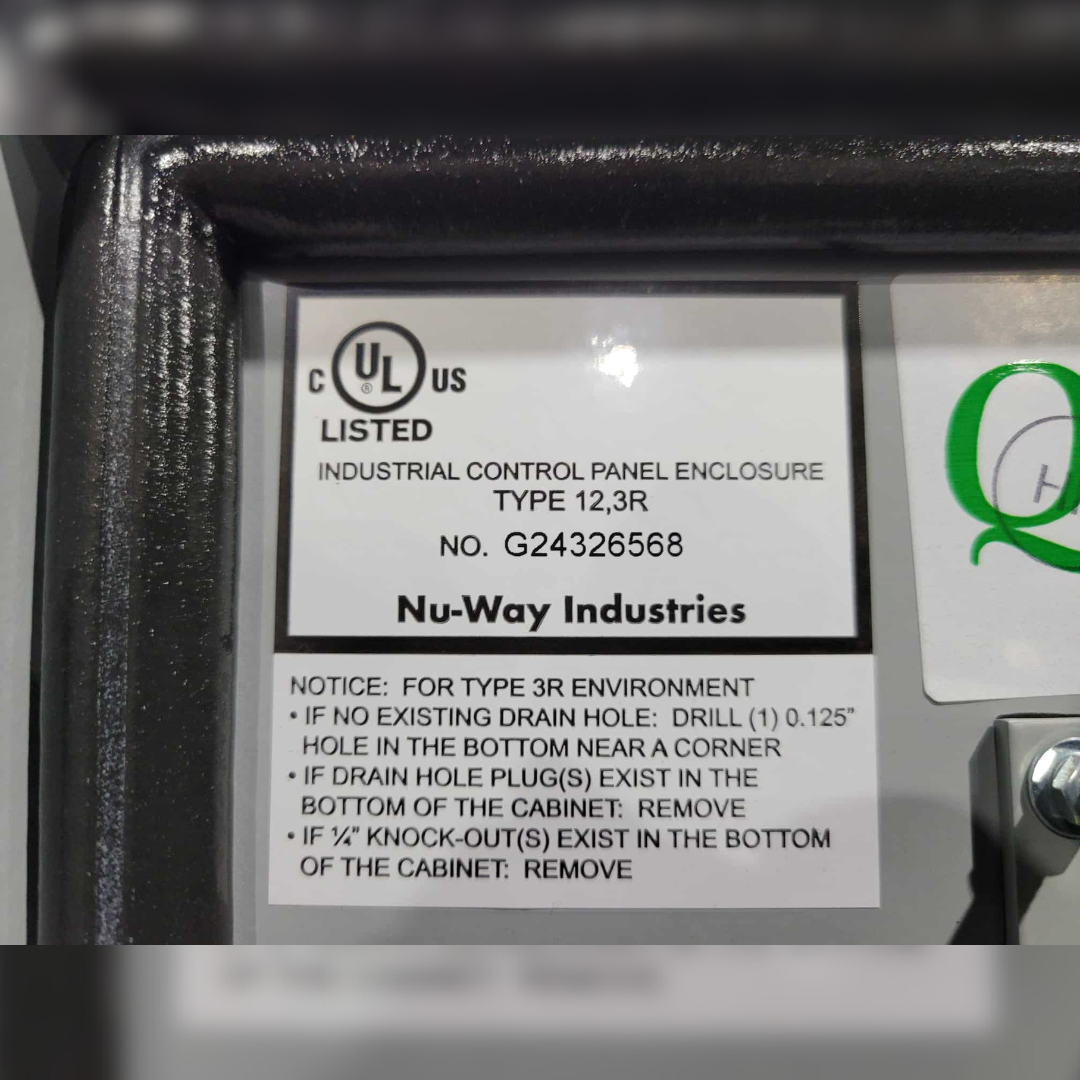 C UL® US
LISTED
INDUSTRIAL CONTROL PANEL ENCLOSURE
TYPE 12,3R
NO. G24326568
Nu-Way Industries
NOTICE: FOR TYPE 3R ENVIRONMENT
• IF NO EXISTING DRAIN HOLE: DRILL (1) 0.125”
HOLE IN THE BOTTOM NEAR A CORNER
• IF DRAIN HOLE PLUG(S) EXIST IN THE
BOTTOM OF THE CABINET: REMOVE
• IF ¼” KNOCK-OUT(S) EXIST IN THE BOTTOM
OF THE CABINET: REMOVE
Q